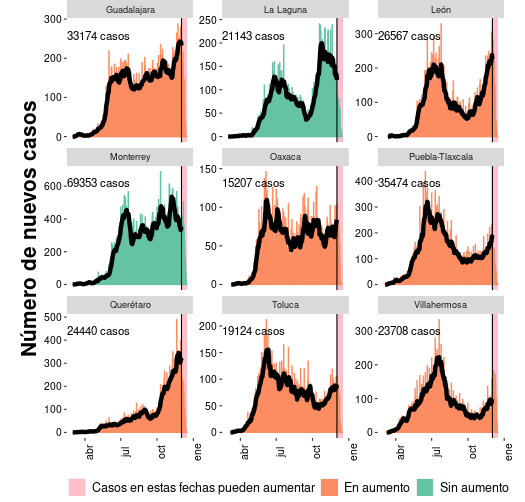 Número de nuevos casos
Guadalajara
33174 casos
300
200
100
0
La Laguna
21143 casos
250
200
150
100
50
0
León
26567 casos
300
200
100
0
Monterrey
69353 casos
600
400
200
0
Oaxaca
15207 casos
150
100
50
0
Puebla-Tlaxcala
35474 casos
400
300
200
100
0
Querétaro
24440 casos
500
400
300
200
100
0
abr
jul
oct
ene
Toluca
19124 casos
200
150
100
50
0
abr
jul
oct
ene
Villahermosa
23708 casos
300
200
100
0
abr
jul
oct
ene
Casos en estas fechas pueden aumentar
En aumento
Sin aumento